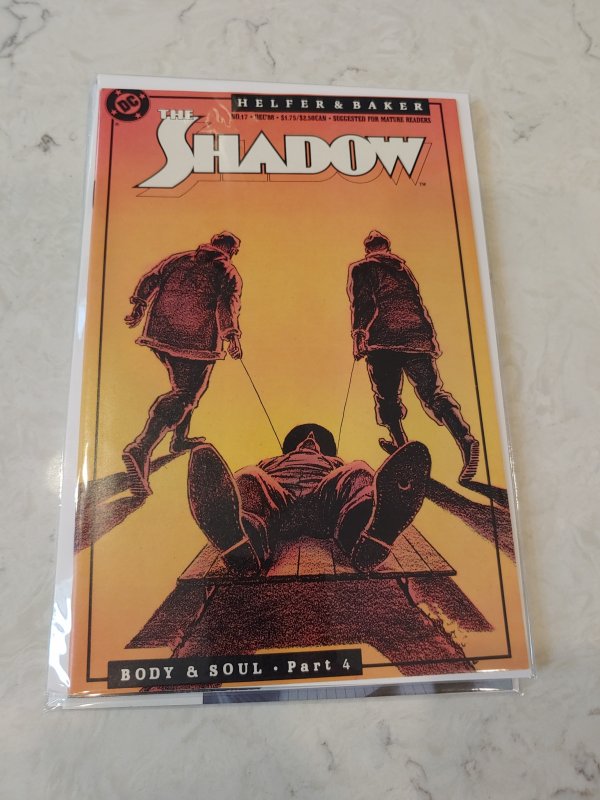 HELFER & BAKER
DC
NO.17 • DEC'88 • $1.75/$2.50CAN • SUGGESTED FOR MATURE READERS
THE
SHADOW
TM
BODY & SOUL • Part 4